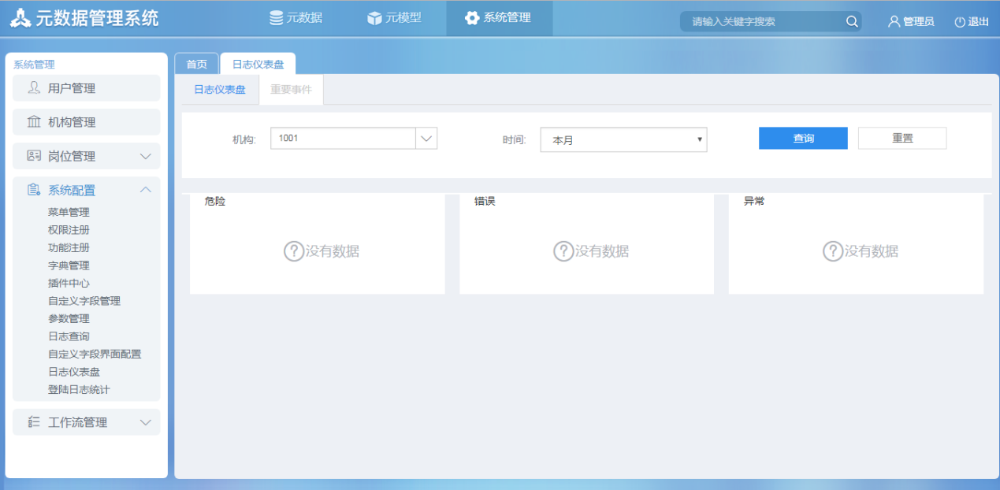 元数据管理系统
元数据
元模型
系统管理
请输入关键字搜索
管理员
退出
系统管理
用户管理
机构管理
岗位管理
系统配置
菜单管理
权限注册
功能注册
字典管理
插件中心
自定义字段管理
参数管理
日志查询
自定义字段界面配置
日志仪表盘
登陆日志统计
工作流管理
首页
日志仪表盘
日志仪表盘
重要事件
机构:
1001
时间:
本月
查询
重置
危险
没有数据
错误
没有数据
异常
没有数据